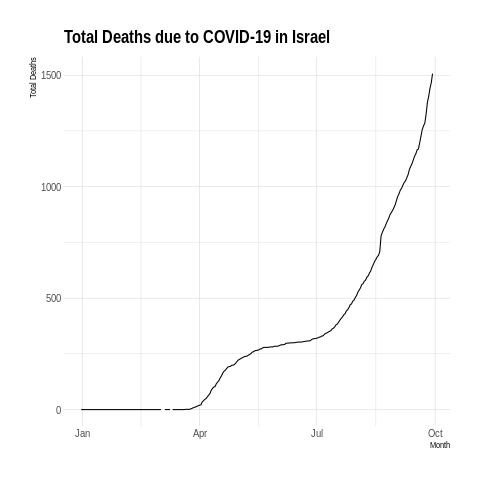 Total Deaths due to COVID-19 in Israel
Total Deaths
1500
1000
500
0
Jan Apr Jul Oct
Month